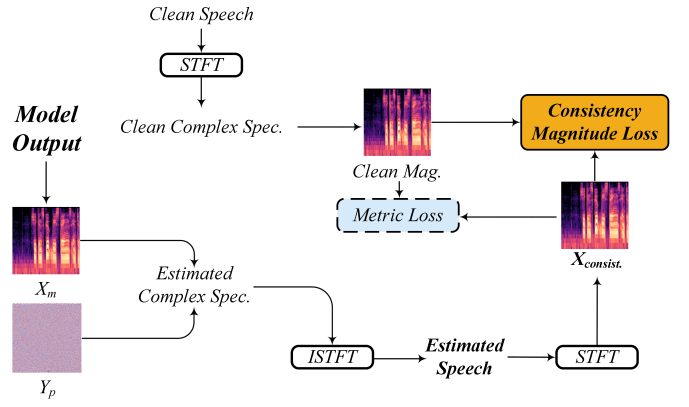 Clean Speech
STFT
Clean Complex Spec.
Model
Output
Consistency
Magnitude Loss
Clean Mag.
Metric Loss
X_consist.
X_m
Estimated
Complex Spec.
Y_p
ISTFT
Estimated
Speech
STFT